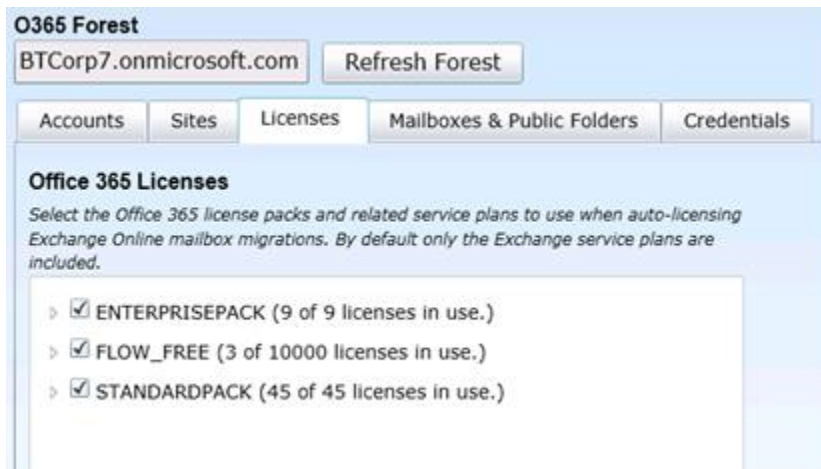 O365 Forest
BTCorp7.onmicrosoft.com Refresh Forest
Accounts Sites Licenses Mailboxes & Public Folders Credentials
Office 365 Licenses
Select the Office 365 license packs and related service plans to use when auto-licensing
Exchange Online mailbox migrations. By default only the Exchange service plans are
included.
ENTERPRISEPACK (9 of 9 licenses in use.)
FLOW_FREE (3 of 10000 licenses in use.)
STANDARDPACK (45 of 45 licenses in use.)